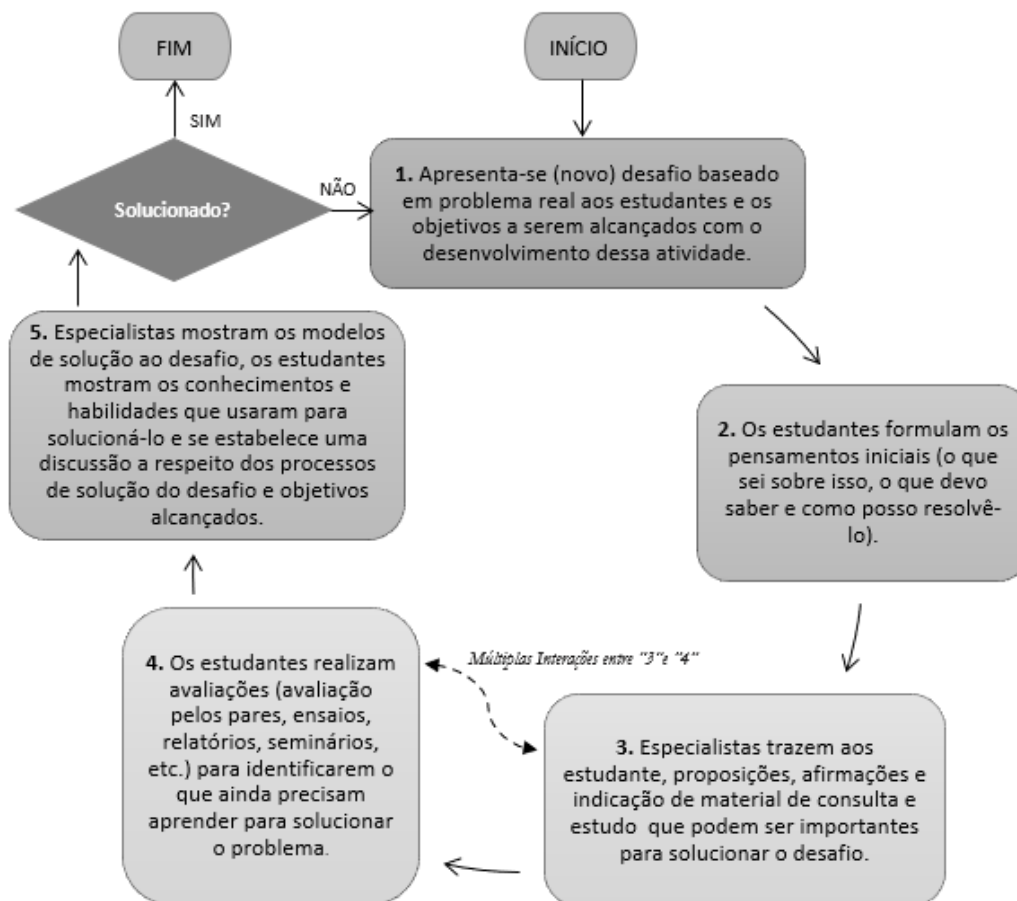 FIM
INÍCIO
SIM
Solucionado?
NÃO
1. Apresenta-se (novo) desafio baseado
em problema real aos estudantes e os
objetivos a serem alcançados com o
desenvolvimento dessa atividade.
2. Os estudantes formulam os
pensamentos iniciais (o que
sei sobre isso, o que devo
saber e como posso resolvê-
lo).
3. Especialistas trazem aos
estudante, proposições, afirmações e
indicação de material de consulta e
estudo que podem ser importantes
para solucionar o desafio.
Múltiplas Interações entre "3"e "4"
4. Os estudantes realizam
avaliações (avaliação
pelos pares, ensaios,
relatórios, seminários,
etc.) para identificarem o
que ainda precisam
aprender para solucionar
o problema.
5. Especialistas mostram os modelos
de solução ao desafio, os estudantes
mostram os conhecimentos e
habilidades que usaram para
solucioná-lo e se estabelece uma
discussão a respeito dos processos
de solução do desafio e objetivos
alcançados.